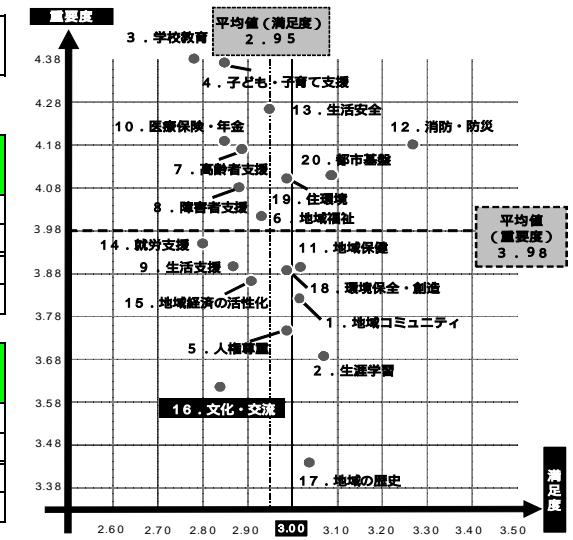 重要度
平均値（満足度）
２．９５
３．学校教育
4.38
４．子ども・子育て支援
4.28
１３．生活安全
１０．医療保険・年金
１２．消防・防災
4.18
２０．都市基盤
７．高齢者支援
4.08
１９．住環境
８．障害者支援
６．地域福祉
平均値
（重要度）
３．９８
3.98
１４．就労支援
１１．地域保健
９．生活支援
3.88
１８．環境保全・創造
１５．地域経済の活性化
3.78
１．地域コミュニティ
５．人権尊重
3.68
２．生涯学習
3.58
１６．文化・交流
3.48
１７．地域の歴史
3.38
満足度
2.60 2.70 2.80 2.90 3.00 3.10 3.20 3.30 3.40 3.50